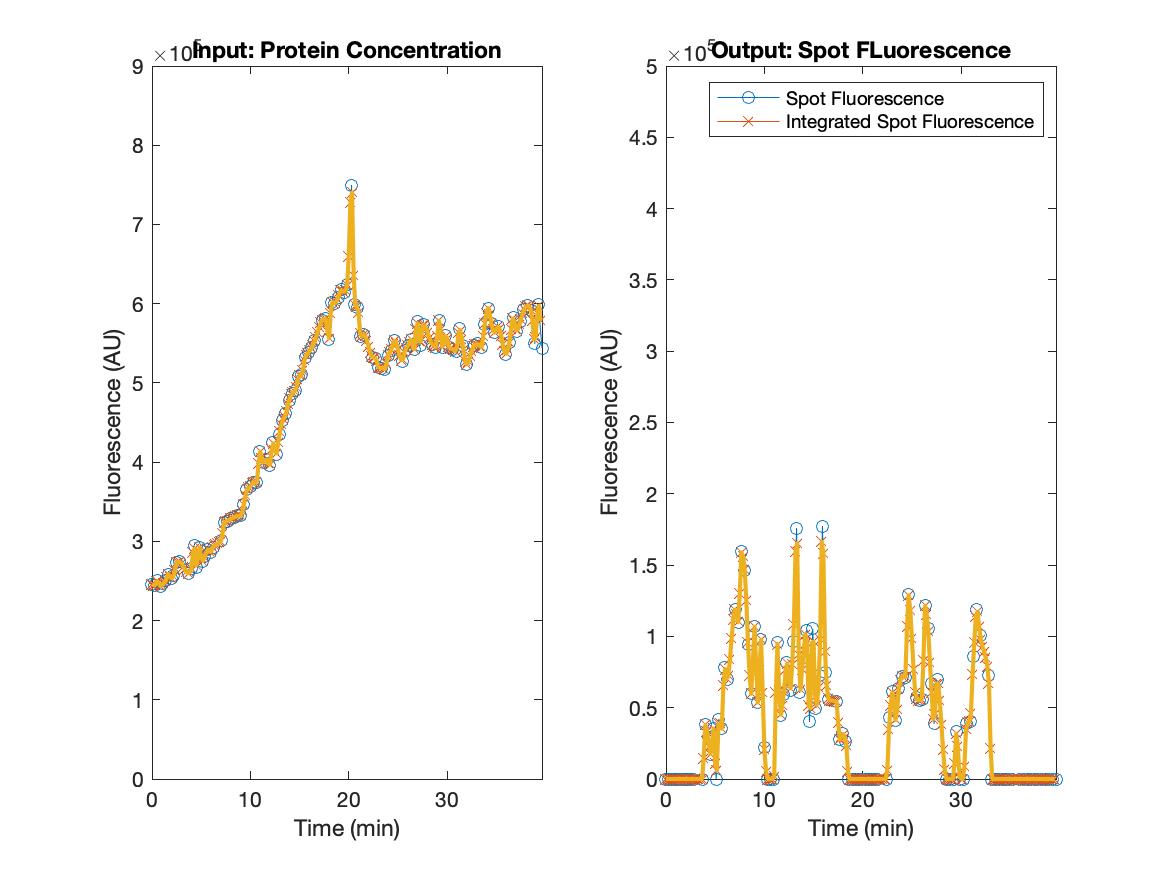 ×10⁵
Input: Protein Concentration
9
8
7
6
5
4
3
2
1
0
0 10 20 30
Time (min)
Fluorescence (AU)
×10⁵
Output: Spot FLuorescence
Spot Fluorescence
Integrated Spot Fluorescence
5
4.5
4
3.5
3
2.5
2
1.5
1
0.5
0
0 10 20 30
Time (min)
Fluorescence (AU)